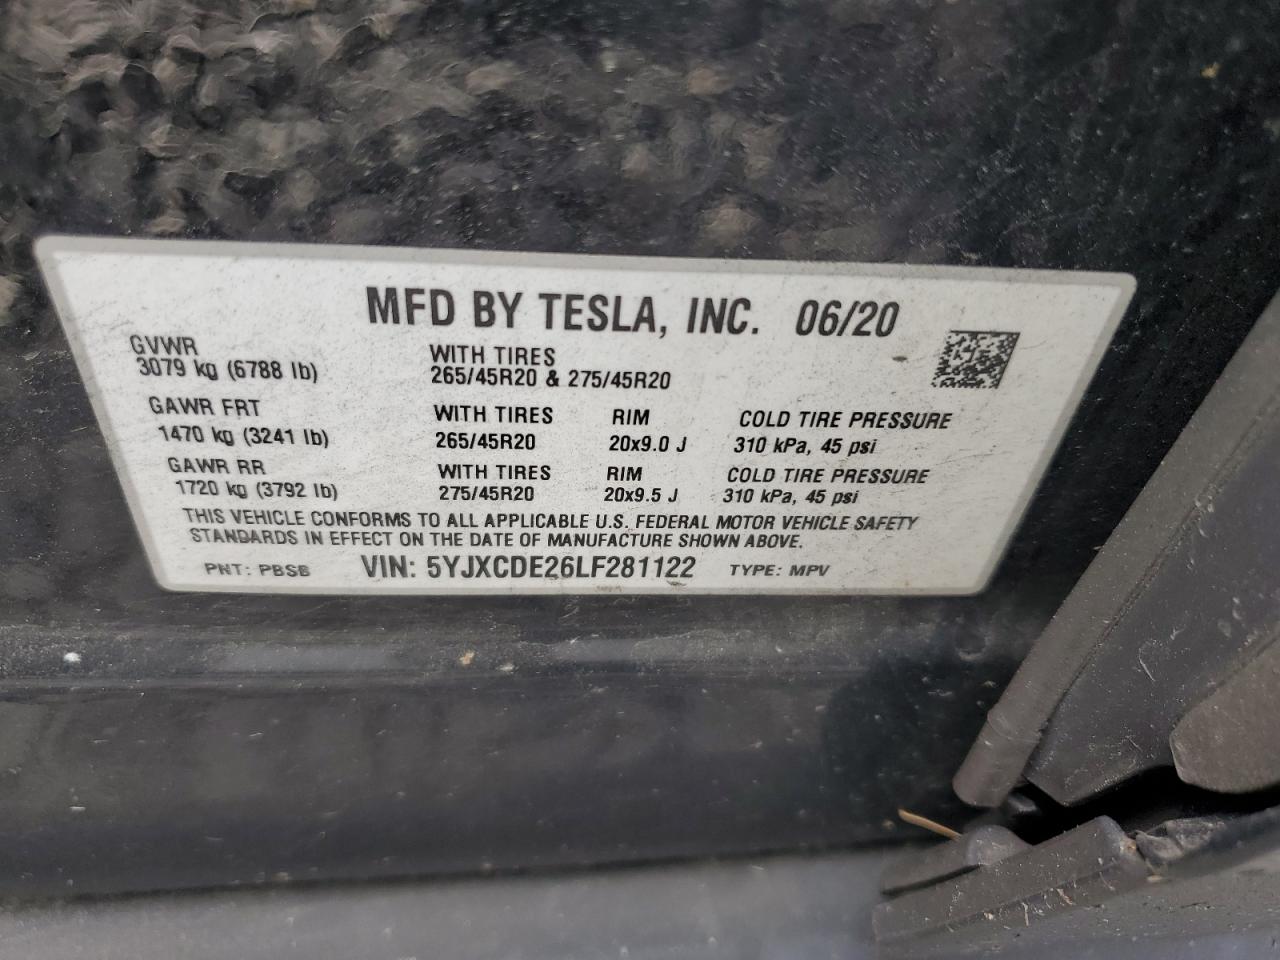 MFD BY TESLA, INC. 06/20
GVWR
3079 kg (6788 lb)
WITH TIRES
265/45R20 & 275/45R20
GAWR FRT WITH TIRES RIM COLD TIRE PRESSURE
1470 kg (3241 lb) 265/45R20 20x9.0 J 310 kPa, 45 psi
GAWR RR WITH TIRES RIM COLD TIRE PRESSURE
1720 kg (3792 lb) 275/45R20 20x9.5 J 310 kPa, 45 psi
THIS VEHICLE CONFORMS TO ALL APPLICABLE U.S. FEDERAL MOTOR VEHICLE SAFETY
STANDARDS IN EFFECT ON THE DATE OF MANUFACTURE SHOWN ABOVE.
PNT: PBSB VIN: 5YJXCDE26LF281122 TYPE: MPV